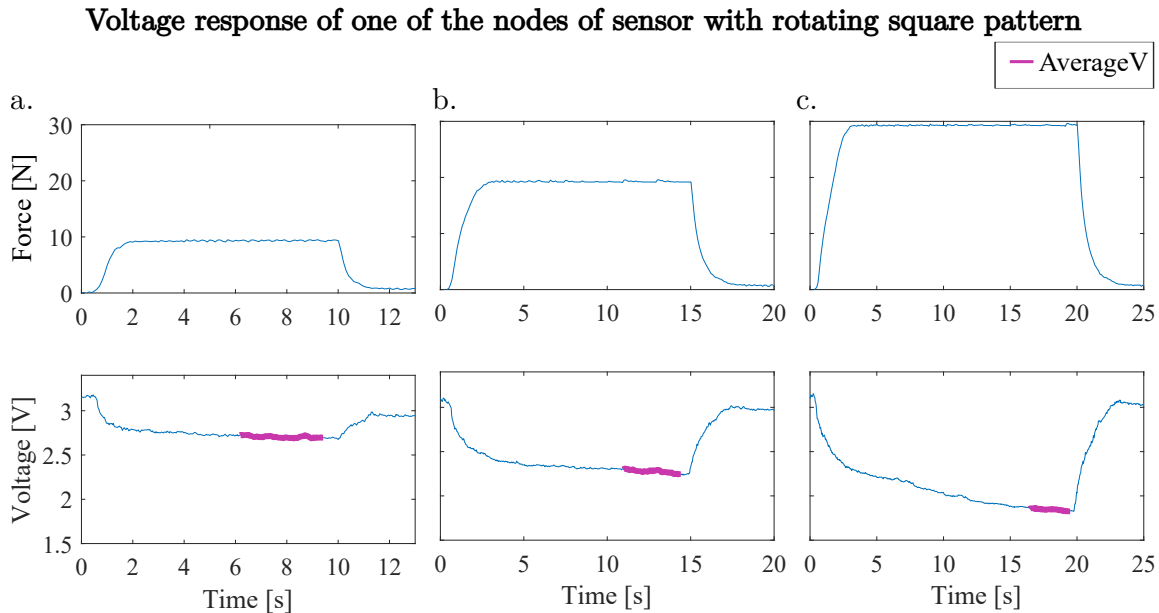 Voltage response of one of the nodes of sensor with rotating square pattern
AverageV
a.
b.
c.
Force [N]
30
20
10
0
0 2 4 6 8 10 12
0 5 10 15 20
0 5 10 15 20 25
Voltage [V]
3
2.5
2
1.5
0 2 4 6 8 10 12
0 5 10 15 20
0 5 10 15 20 25
Time [s]
Time [s]
Time [s]